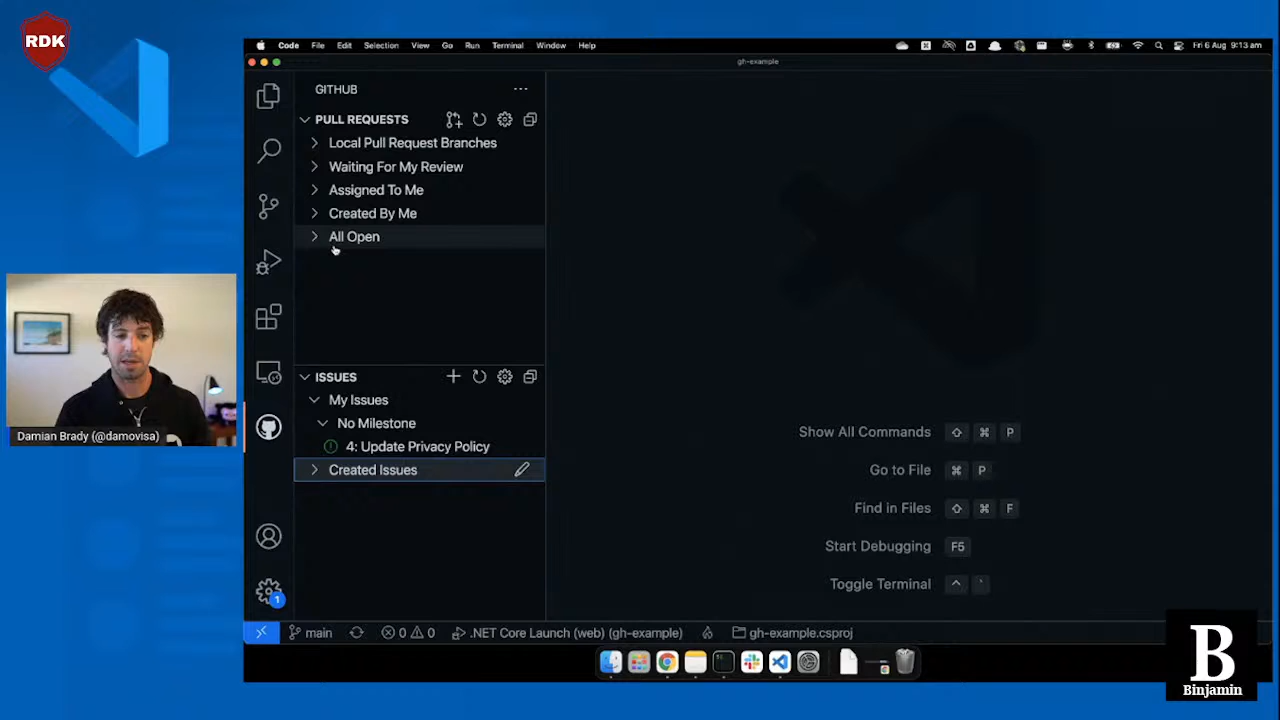 RDK
Code File Edit Selection View Go Run Terminal Window Help
Fri 6 Aug 9:13 am
gh-example
GITHUB
PULL REQUESTS
Local Pull Request Branches
Waiting For My Review
Assigned To Me
Created By Me
All Open
ISSUES
My Issues
No Milestone
4: Update Privacy Policy
Created Issues
Show All Commands ⇧ ⌘ P
Go to File ⌘ P
Find in Files ⇧ ⌘ F
Start Debugging F5
Toggle Terminal ^ `
Damian Brady (@damovisa)
1
main 0 0 .NET Core Launch (web) (gh-example) gh-example.csproj
B
Binjamin